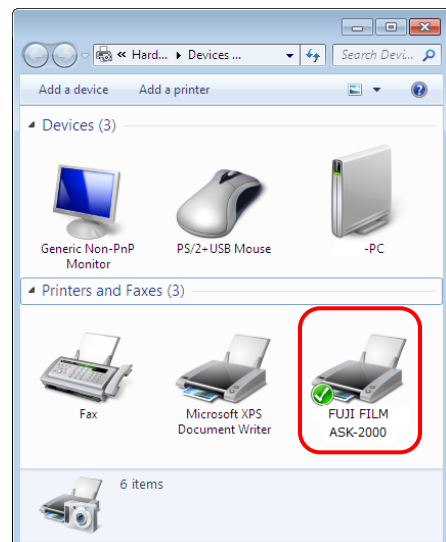 « Hard... ▸ Devices ...
Search Devi...
Add a device Add a printer
Devices (3)
Generic Non-PnP
Monitor
PS/2+USB Mouse
-PC
Printers and Faxes (3)
Fax
Microsoft XPS
Document Writer
FUJI FILM
ASK-2000
6 items